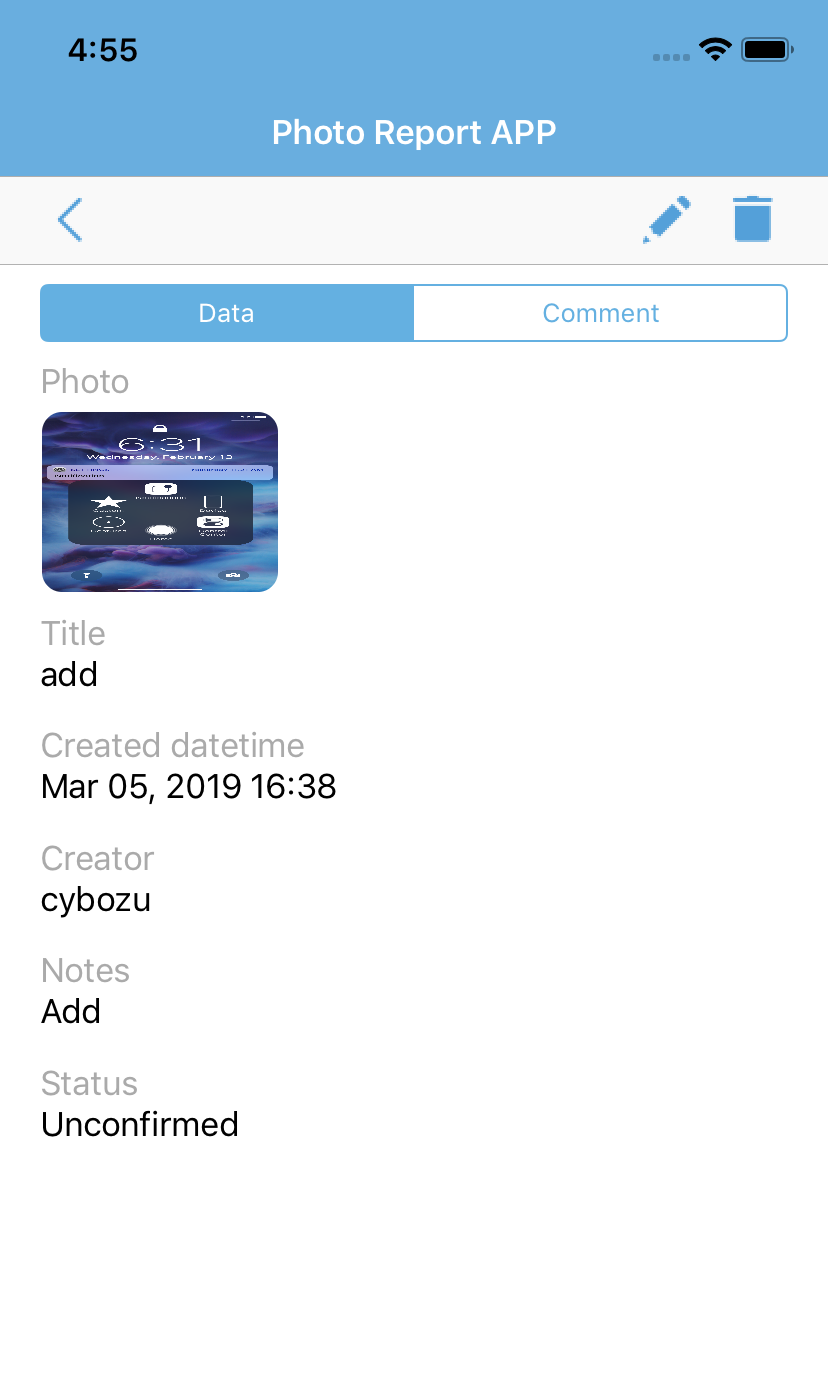 4:55
Photo Report APP
Data
Comment
Photo
6:31
Wednesday, February 13
Home
Title
add
Created datetime
Mar 05, 2019 16:38
Creator
cybozu
Notes
Add
Status
Unconfirmed